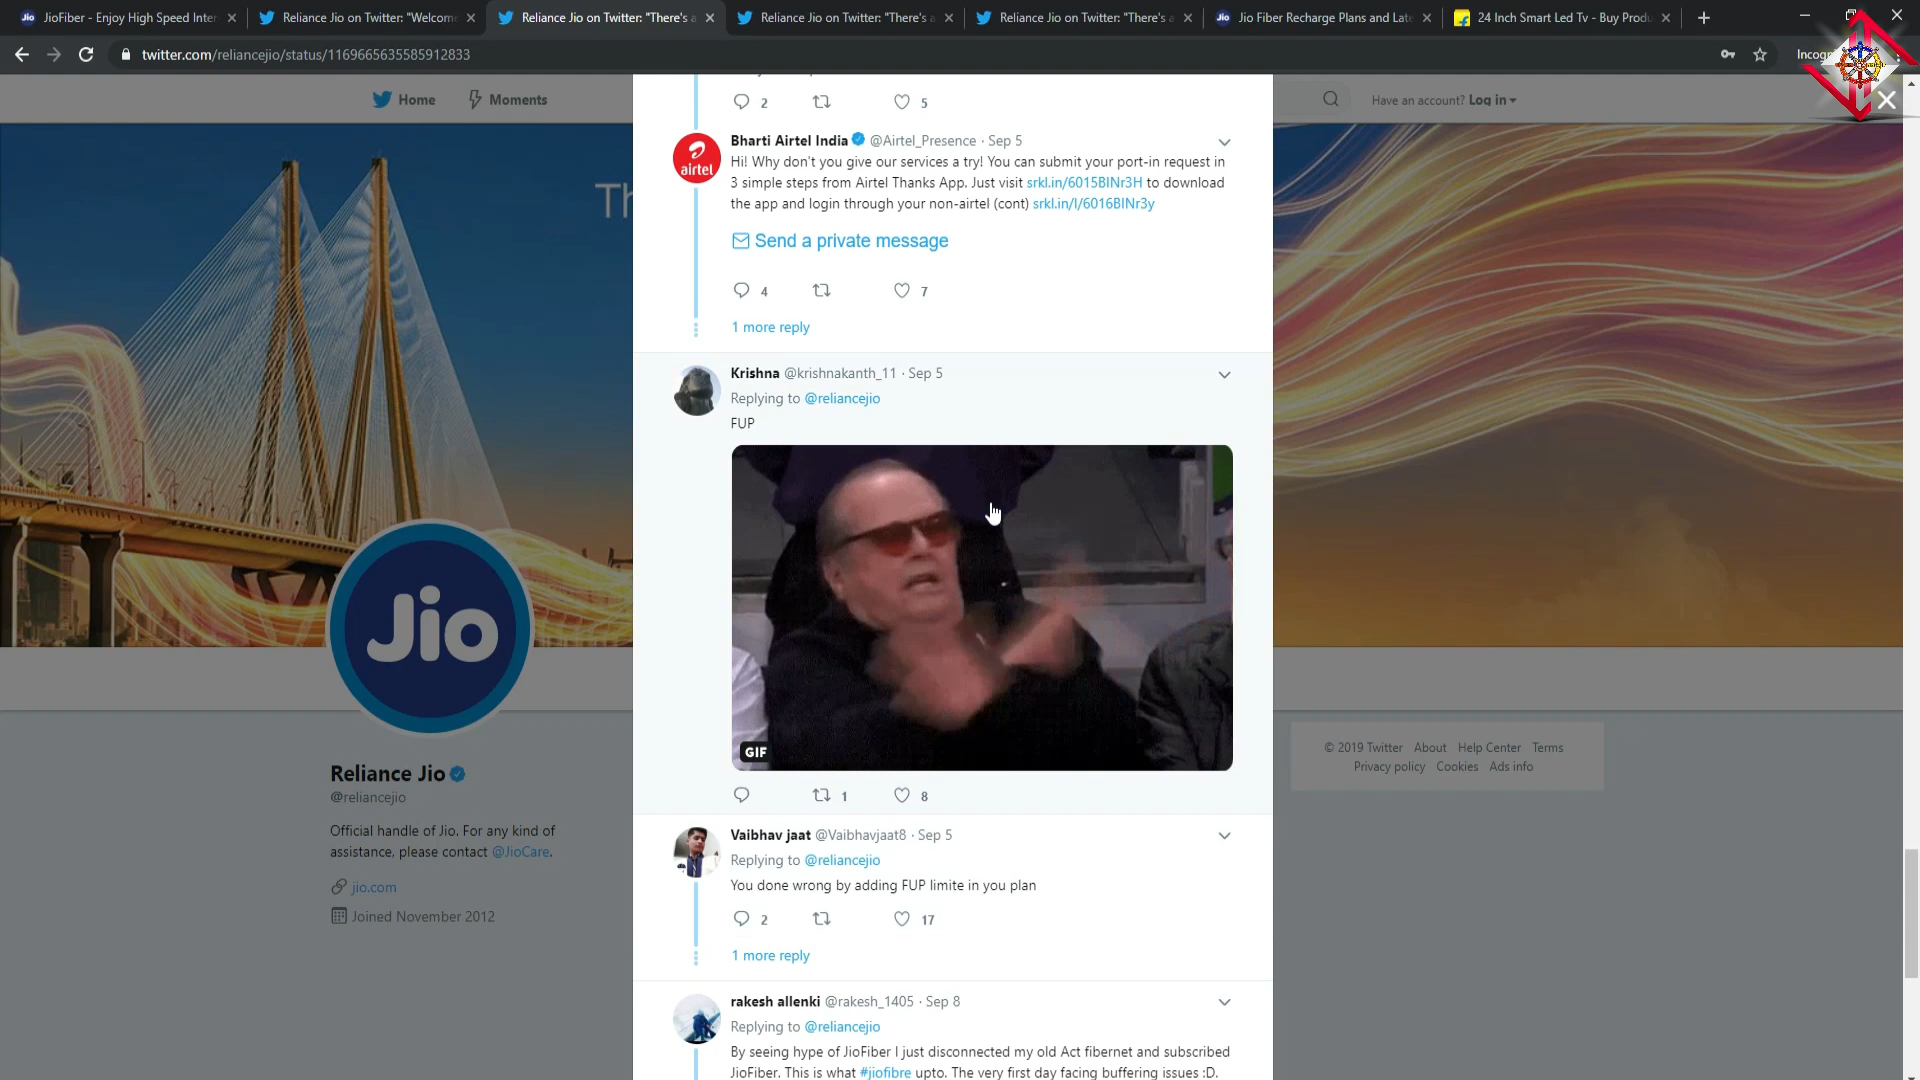 JioFiber - Enjoy High Speed Inter
Reliance Jio on Twitter: "Welcome
Reliance Jio on Twitter: "There's a
Reliance Jio on Twitter: "There's a
Reliance Jio on Twitter: "There's a
Jio Fiber Recharge Plans and Late
24 Inch Smart Led Tv - Buy Produ
twitter.com/reliancejio/status/1169665635585912833
Incog
Home
Moments
Have an account? Log in
Th
2
5
Bharti Airtel India @Airtel_Presence · Sep 5
Hi! Why don't you give our services a try! You can submit your port-in request in
3 simple steps from Airtel Thanks App. Just visit srkl.in/6015BINr3H to download
the app and login through your non-airtel (cont) srkl.in/l/6016BINr3y
airtel
Send a private message
4
7
1 more reply
Krishna @krishnakanth_11 · Sep 5
Replying to @reliancejio
FUP
GIF
1
8
Vaibhav jaat @Vaibhavjaat8 · Sep 5
Replying to @reliancejio
You done wrong by adding FUP limite in you plan
2
17
1 more reply
rakesh allenki @rakesh_1405 · Sep 8
Replying to @reliancejio
By seeing hype of JioFiber I just disconnected my old Act fibernet and subscribed
JioFiber. This is what #jiofibre upto. The very first day facing buffering issues :D.
Jio
Reliance Jio
@reliancejio
Official handle of Jio. For any kind of
assistance, please contact @JioCare.
jio.com
Joined November 2012
© 2019 Twitter About Help Center Terms
Privacy policy Cookies Ads info